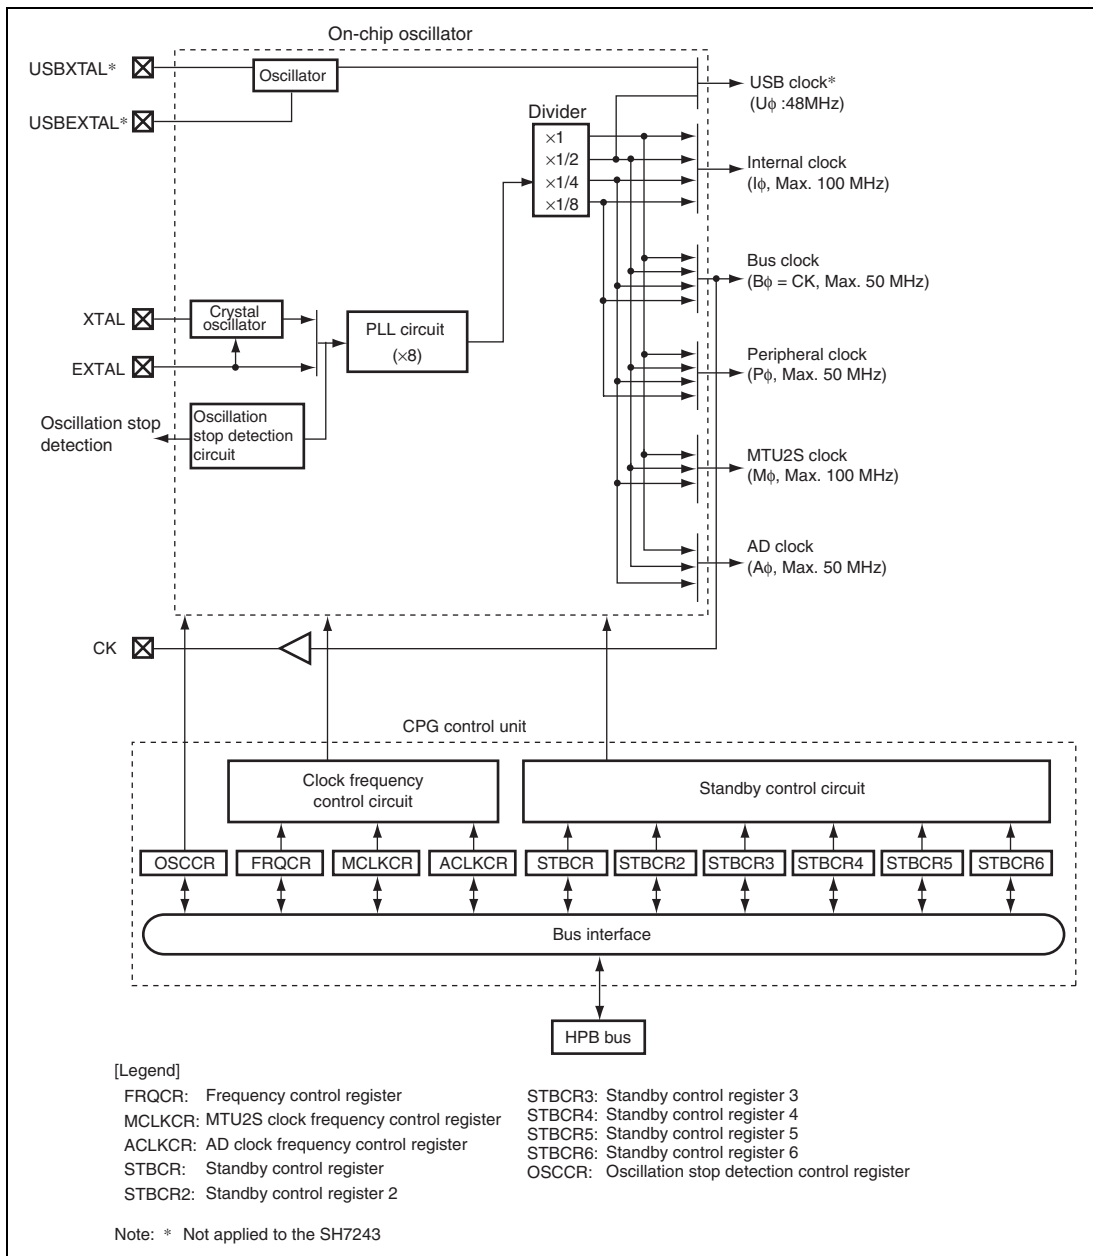 On-chip oscillator
USBXTAL*
Oscillator
USB clock*
(Uϕ :48MHz)
USBEXTAL*
Divider
×1
×1/2
×1/4
×1/8
Internal clock
(Iϕ, Max. 100 MHz)
Bus clock
(Bϕ = CK, Max. 50 MHz)
XTAL
Crystal
oscillator
PLL circuit
(×8)
EXTAL
Peripheral clock
(Pϕ, Max. 50 MHz)
Oscillation stop
detection
Oscillation
stop detection
circuit
MTU2S clock
(Mϕ, Max. 100 MHz)
AD clock
(Aϕ, Max. 50 MHz)
CK
CPG control unit
Clock frequency
control circuit
Standby control circuit
OSCCR
FRQCR
MCLKCR
ACLKCR
STBCR
STBCR2
STBCR3
STBCR4
STBCR5
STBCR6
Bus interface
HPB bus
[Legend]
FRQCR: Frequency control register
MCLKCR: MTU2S clock frequency control register
ACLKCR: AD clock frequency control register
STBCR: Standby control register
STBCR2: Standby control register 2
STBCR3: Standby control register 3
STBCR4: Standby control register 4
STBCR5: Standby control register 5
STBCR6: Standby control register 6
OSCCR: Oscillation stop detection control register
Note: * Not applied to the SH7243